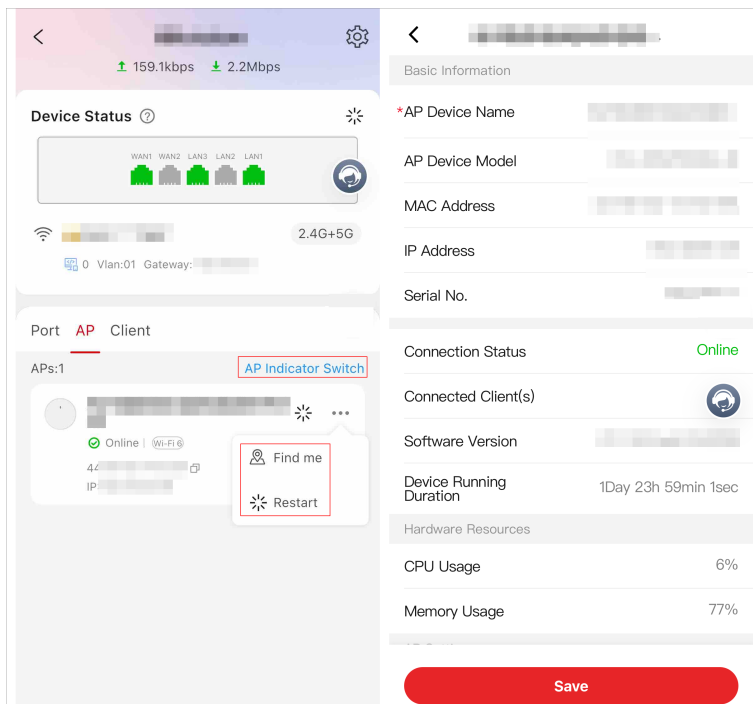 159.1kbps 2.2Mbps
Device Status
WAN1 WAN2 LAN3 LAN2 LAN1
2.4G+5G
0 Vlan:01 Gateway:
Port AP Client
APs:1 AP Indicator Switch
Online Wi-Fi 6
44
IP:
Find me
Restart
Basic Information
*AP Device Name
AP Device Model
MAC Address
IP Address
Serial No.
Connection Status Online
Connected Client(s)
Software Version
Device Running Duration 1Day 23h 59min 1sec
Hardware Resources
CPU Usage 6%
Memory Usage 77%
Save